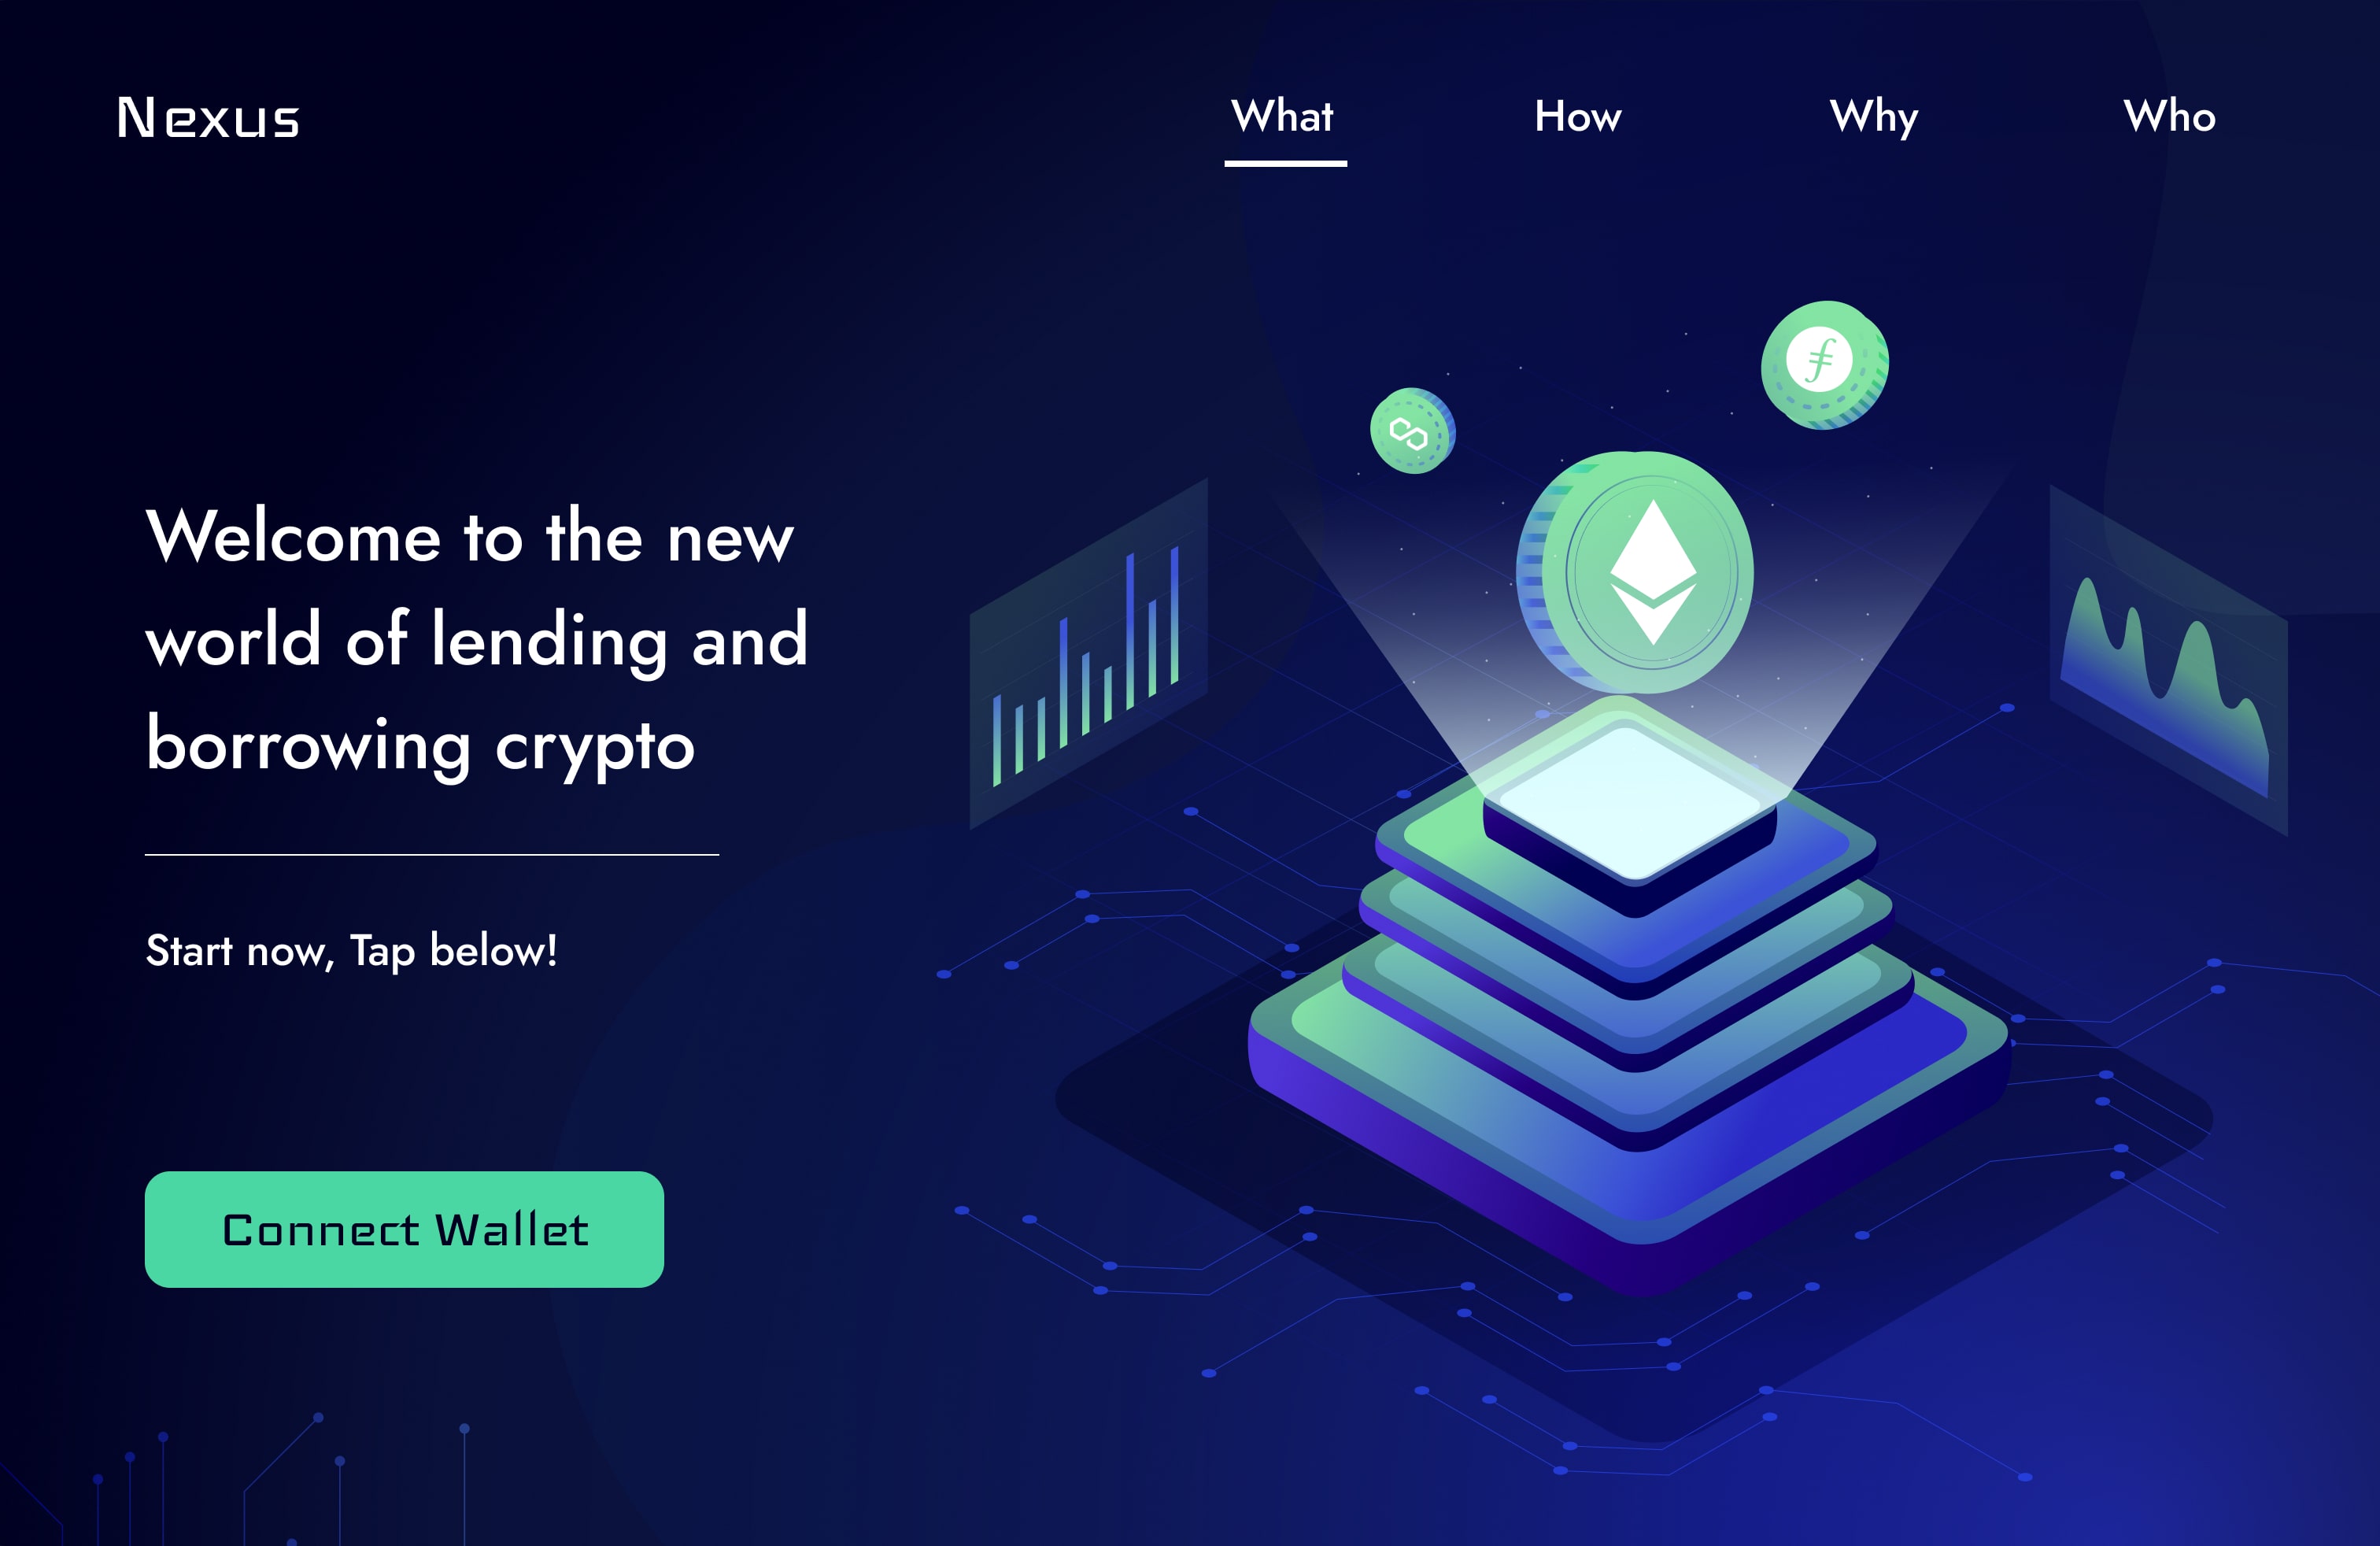 Nexus
What
How
Why
Who
Welcome to the new
world of lending and
borrowing crypto
Start now, Tap below!
Connect Wallet